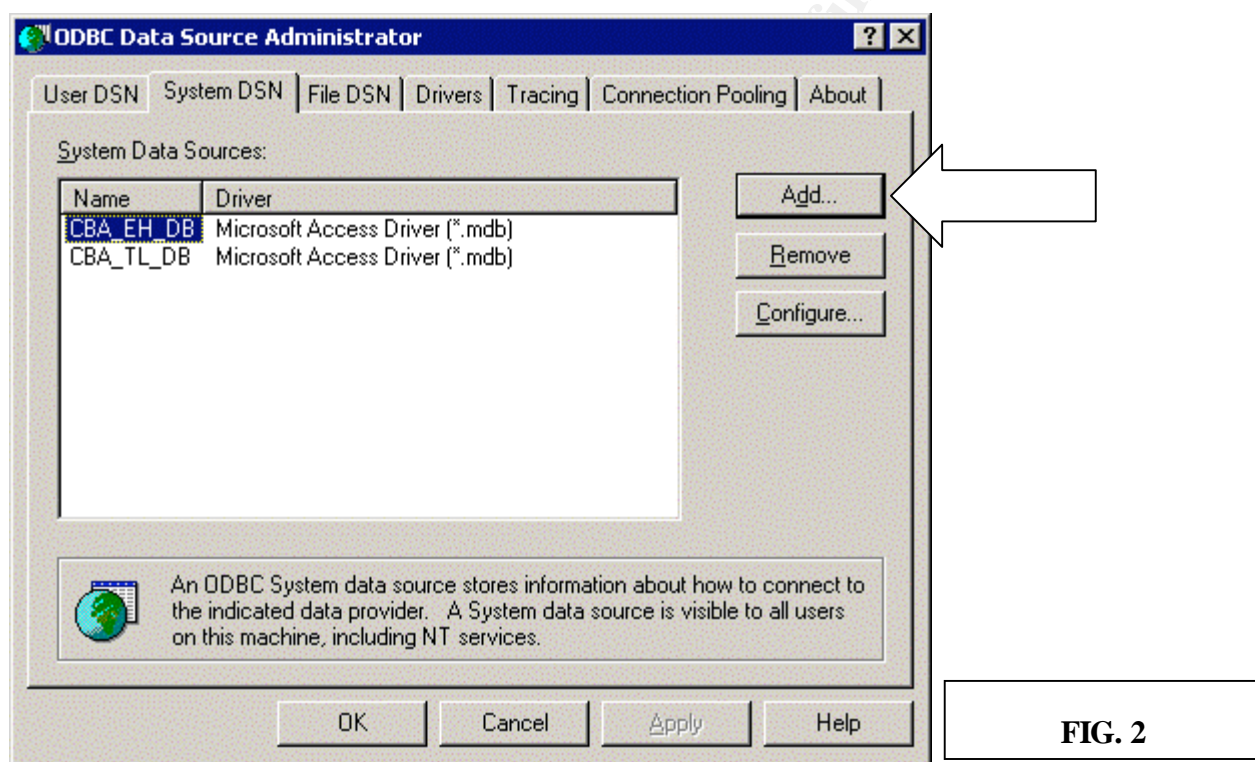 ODBC Data Source Administrator
User DSN System DSN File DSN Drivers Tracing Connection Pooling About
System Data Sources:
Name Driver
CBA_EH_DB Microsoft Access Driver (*.mdb)
CBA_TL_DB Microsoft Access Driver (*.mdb)
Add...
Remove
Configure...
An ODBC System data source stores information about how to connect to
the indicated data provider. A System data source is visible to all users
on this machine, including NT services.
OK Cancel Apply Help
FIG. 2